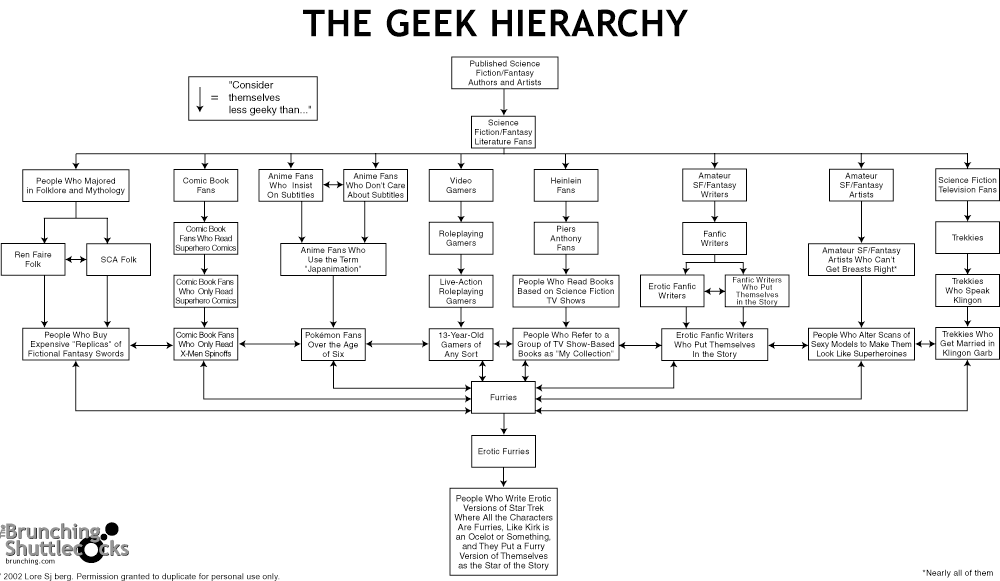 THE GEEK HIERARCHY
Published Science
Fiction/Fantasy
Authors and Artists
=
"Consider
themselves
less geeky than..."
Science
Fiction/Fantasy
Literature Fans
People Who Majored
in Folklore and Mythology
Comic Book
Fans
Anime Fans
Who Insist
On Subtitles
Anime Fans
Who Don't Care
About Subtitles
Video
Gamers
Heinlein
Fans
Amateur
SF/Fantasy
Writers
Amateur
SF/Fantasy
Artists
Science Fiction
Television Fans
Ren Faire
Folk
SCA Folk
Comic Book
Fans Who Read
Superhero Comics
Anime Fans Who
Use the Term
"Japanimation"
Roleplaying
Gamers
Piers
Anthony
Fans
Fanfic
Writers
Amateur SF/Fantasy
Artists Who Can't
Get Breasts Right*
Trekkies
Comic Book Fans
Who Only Read
Superhero Comics
Live-Action
Roleplaying
Gamers
People Who Read Books
Based on Science Fiction
TV Shows
Erotic Fanfic
Writers
Fanfic Writers
Who Put
Themselves
in the Story
Trekkies
Who Speak
Klingon
People Who Buy
Expensive "Replicas" of
Fictional Fantasy Swords
Comic Book Fans
Who Only Read
X-Men Spinoffs
Pokémon Fans
Over the Age
of Six
13-Year-Old
Gamers of
Any Sort
People Who Refer to a
Group of TV Show-Based
Books as "My Collection"
Erotic Fanfic Writers
Who Put Themselves
In the Story
People Who Alter Scans of
Sexy Models to Make Them
Look Like Superheroines
Trekkies Who
Get Married in
Klingon Garb
Furries
Erotic Furries
People Who Write Erotic
Versions of Star Trek
Where All the Characters
Are Furries, Like Kirk is
an Ocelot or Something,
and They Put a Furry
Version of Themselves
as the Star of the Story
The
Brunching
Shuttlecocks
brunching.com
2002 Lore Sj berg. Permission granted to duplicate for personal use only.
*Nearly all of them